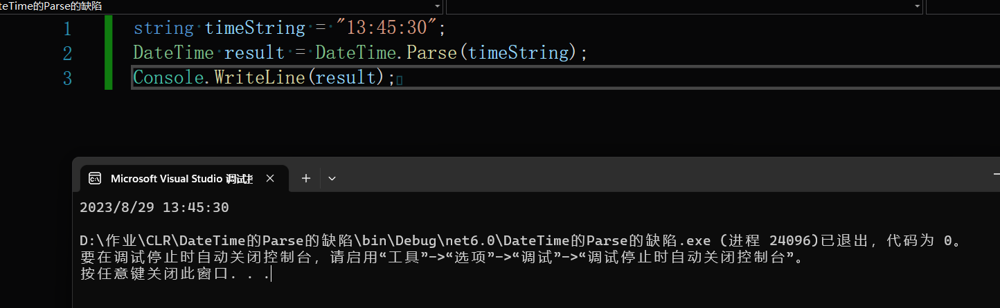 eTime的Parse的缺陷
1 string timeString = "13:45:30";
2 DateTime result = DateTime.Parse(timeString);
3 Console.WriteLine(result);
Microsoft Visual Studio 调试
2023/8/29 13:45:30
D:\作业\CLR\DateTime的Parse的缺陷\bin\Debug\net6.0\DateTime的Parse的缺陷.exe (进程 24096)已退出，代码为 0。
要在调试停止时自动关闭控制台，请启用“工具”->“选项”->“调试”->“调试停止时自动关闭控制台”。
按任意键关闭此窗口. . .